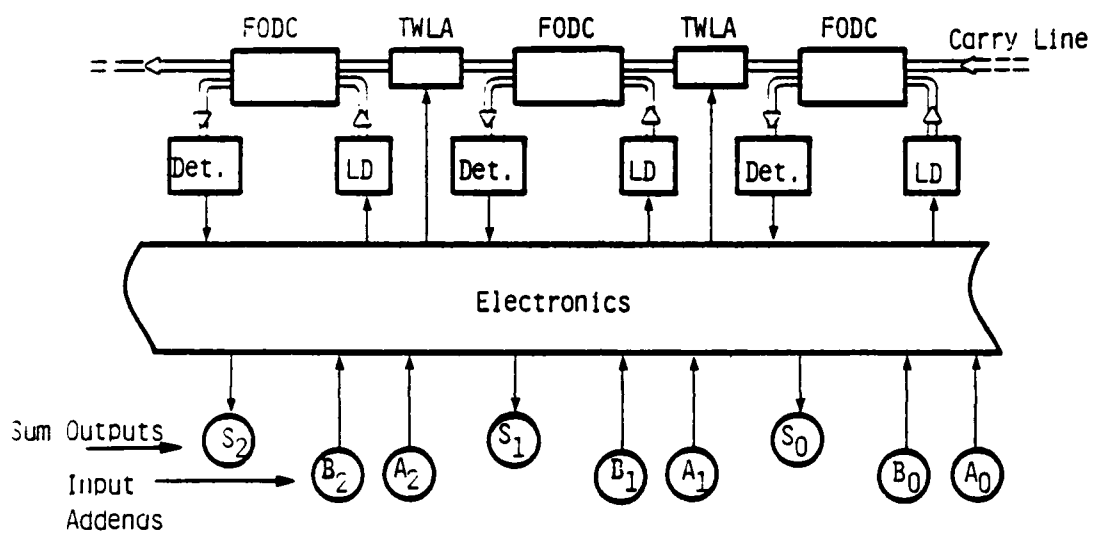 FODC TWLA FODC TWLA FODC
Carry Line
Det. LD Det. LD Det. LD
Electronics
Sum Outputs S2 S1 S0
Input B2 A2 B1 A1 B0 A0
Addends